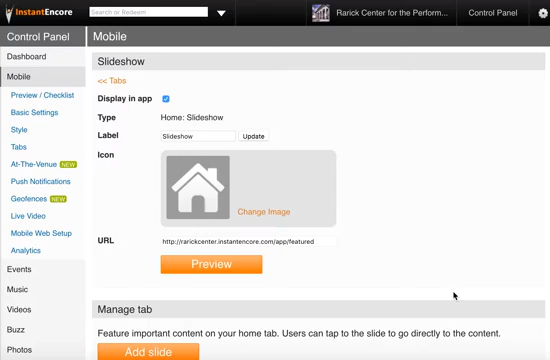 InstantEncore
Search or Redeem
Rarick Center for the Perform...
Control Panel
Control Panel
Mobile
Dashboard
Mobile
Preview / Checklist
Basic Settings
Style
Tabs
At-The-Venue NEW
Push Notifications
Geofences NEW
Live Video
Mobile Web Setup
Analytics
Events
Music
Videos
Buzz
Photos
Slideshow
<< Tabs
Display in app
Type Home: Slideshow
Label Slideshow Update
Icon
Change Image
URL http://rarickcenter.instantencore.com/app/featured
Preview
Manage tab
Feature important content on your home tab. Users can tap to the slide to go directly to the content.
Add slide